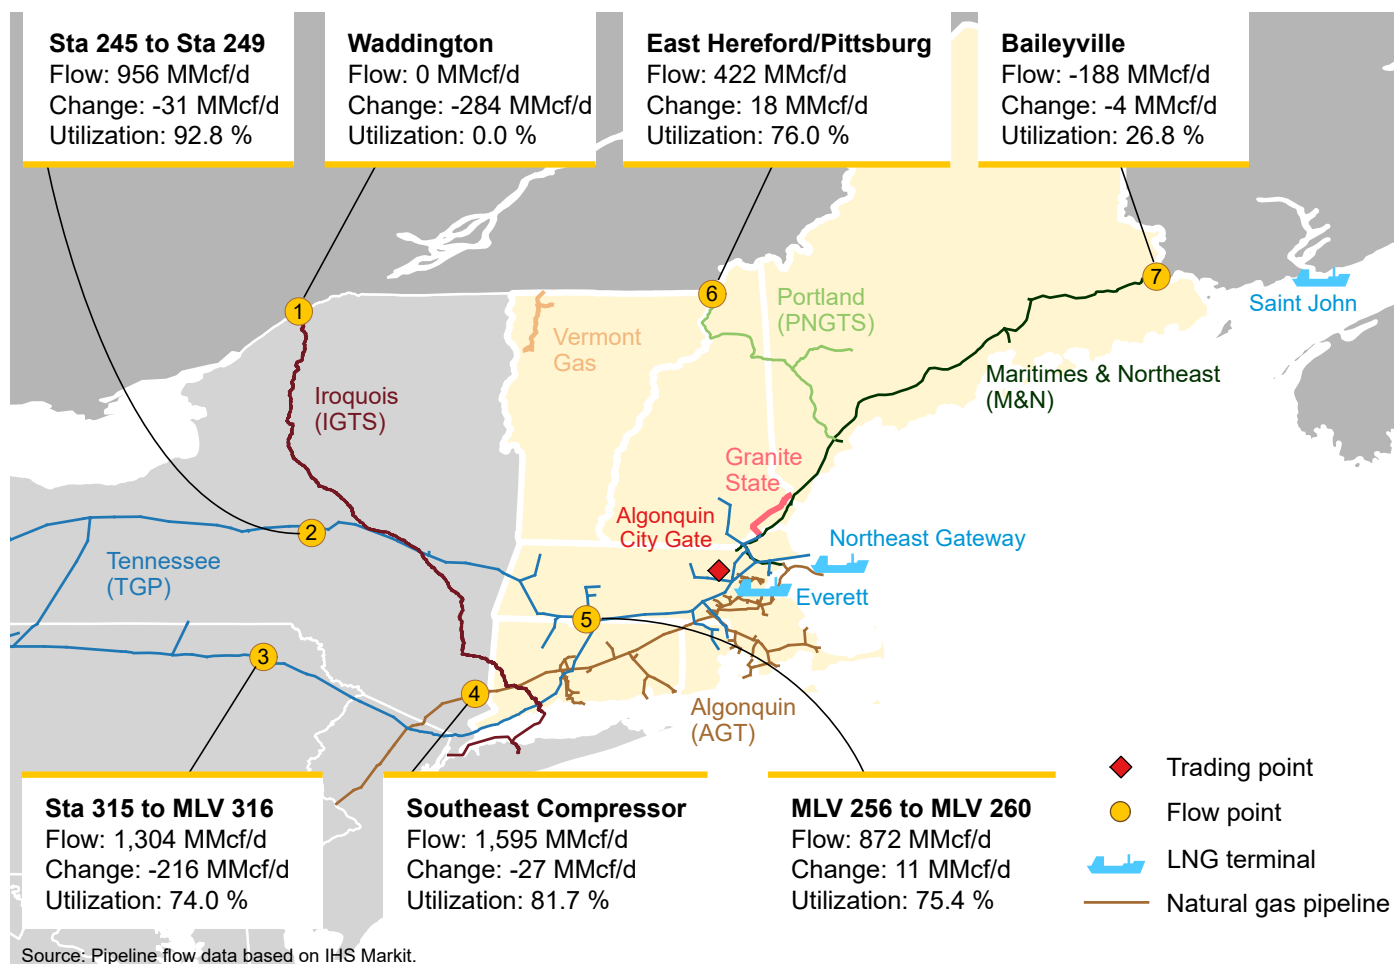 Sta 245 to Sta 249
Flow: 956 MMcf/d
Change: -31 MMcf/d
Utilization: 92.8 %
Waddington
Flow: 0 MMcf/d
Change: -284 MMcf/d
Utilization: 0.0 %
East Hereford/Pittsburg
Flow: 422 MMcf/d
Change: 18 MMcf/d
Utilization: 76.0 %
Baileyville
Flow: -188 MMcf/d
Change: -4 MMcf/d
Utilization: 26.8 %
1
6
7
Saint John
Vermont
Gas
Portland
(PNGTS)
Maritimes & Northeast
(M&N)
Iroquois
(IGTS)
Granite
State
Algonquin
City Gate
2
Northeast Gateway
Tennessee
(TGP)
Everett
5
3
4
Algonquin
(AGT)
Sta 315 to MLV 316
Flow: 1,304 MMcf/d
Change: -216 MMcf/d
Utilization: 74.0 %
Southeast Compressor
Flow: 1,595 MMcf/d
Change: -27 MMcf/d
Utilization: 81.7 %
MLV 256 to MLV 260
Flow: 872 MMcf/d
Change: 11 MMcf/d
Utilization: 75.4 %
Trading point
Flow point
LNG terminal
Natural gas pipeline
Source: Pipeline flow data based on IHS Markit.